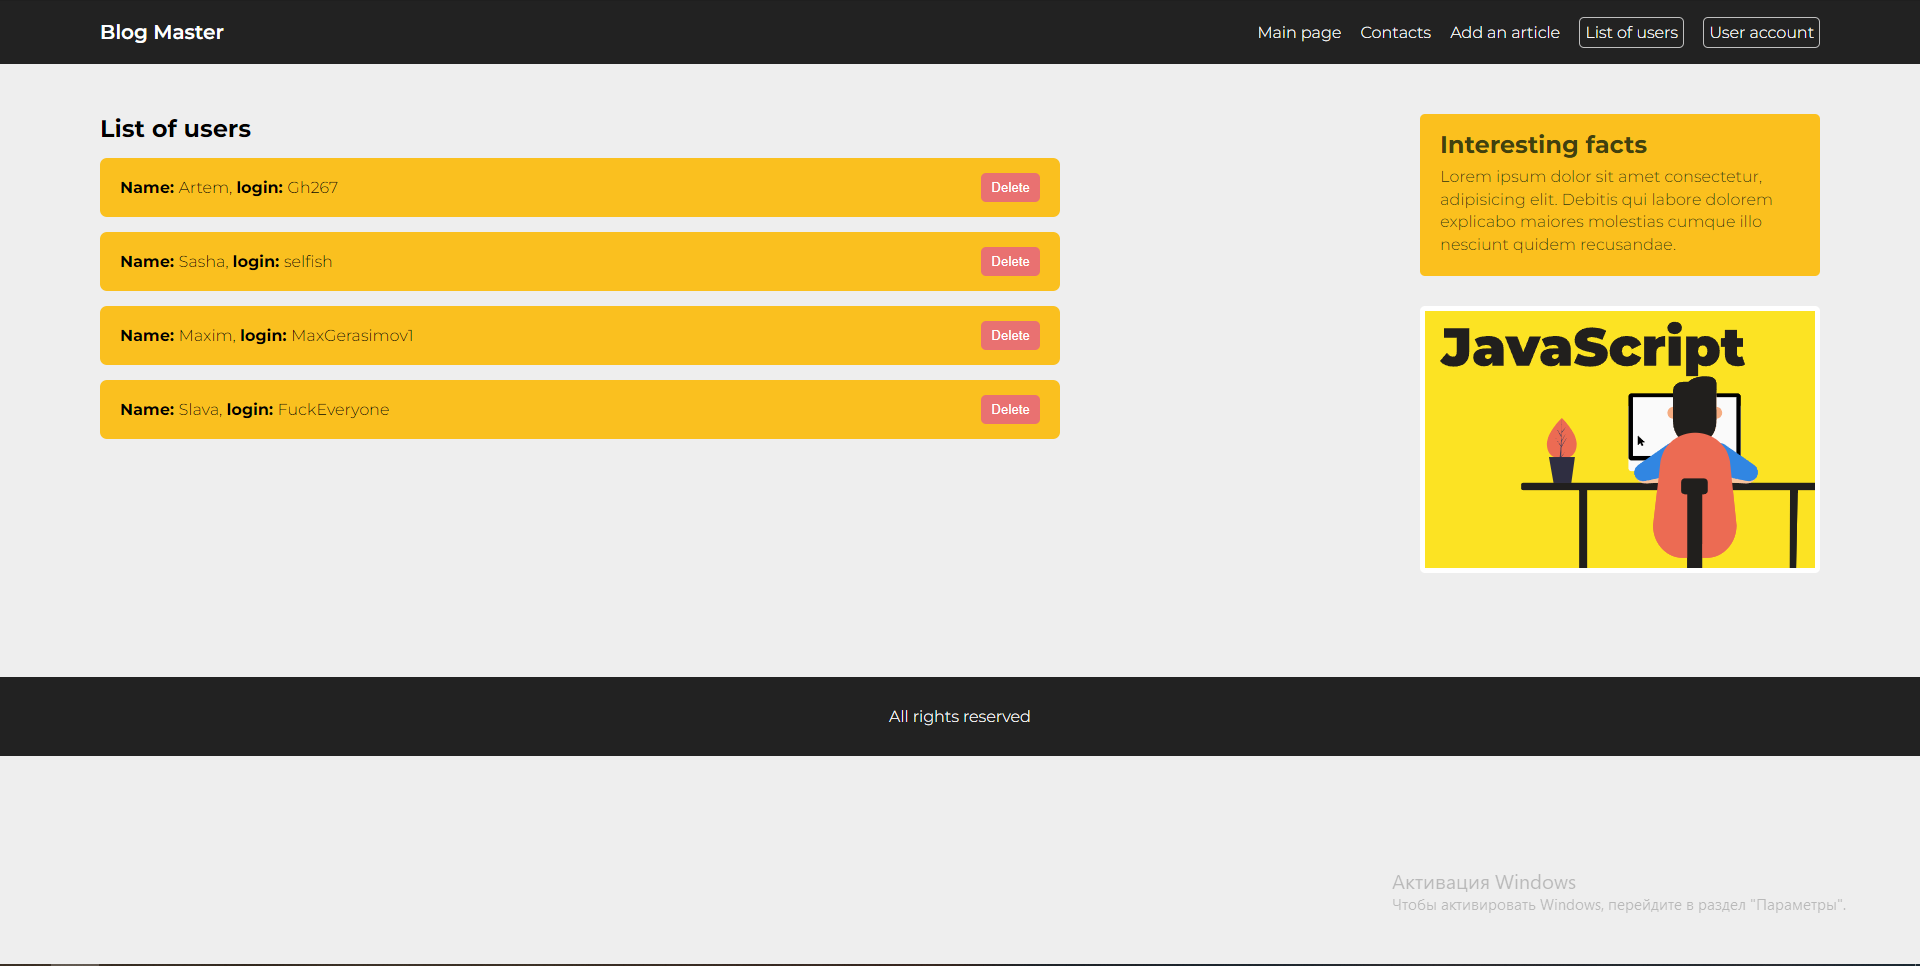 Blog Master
Main page Contacts Add an article List of users User account
List of users
Name: Artem, login: Gh267 Delete
Name: Sasha, login: selfish Delete
Name: Maxim, login: MaxGerasimov1 Delete
Name: Slava, login: FuckEveryone Delete
Interesting facts
Lorem ipsum dolor sit amet consectetur,
adipisicing elit. Debitis qui labore dolorem
explicabo maiores molestias cumque illo
nesciunt quidem recusandae.
JavaScript
All rights reserved
Активация Windows
Чтобы активировать Windows, перейдите в раздел "Параметры".